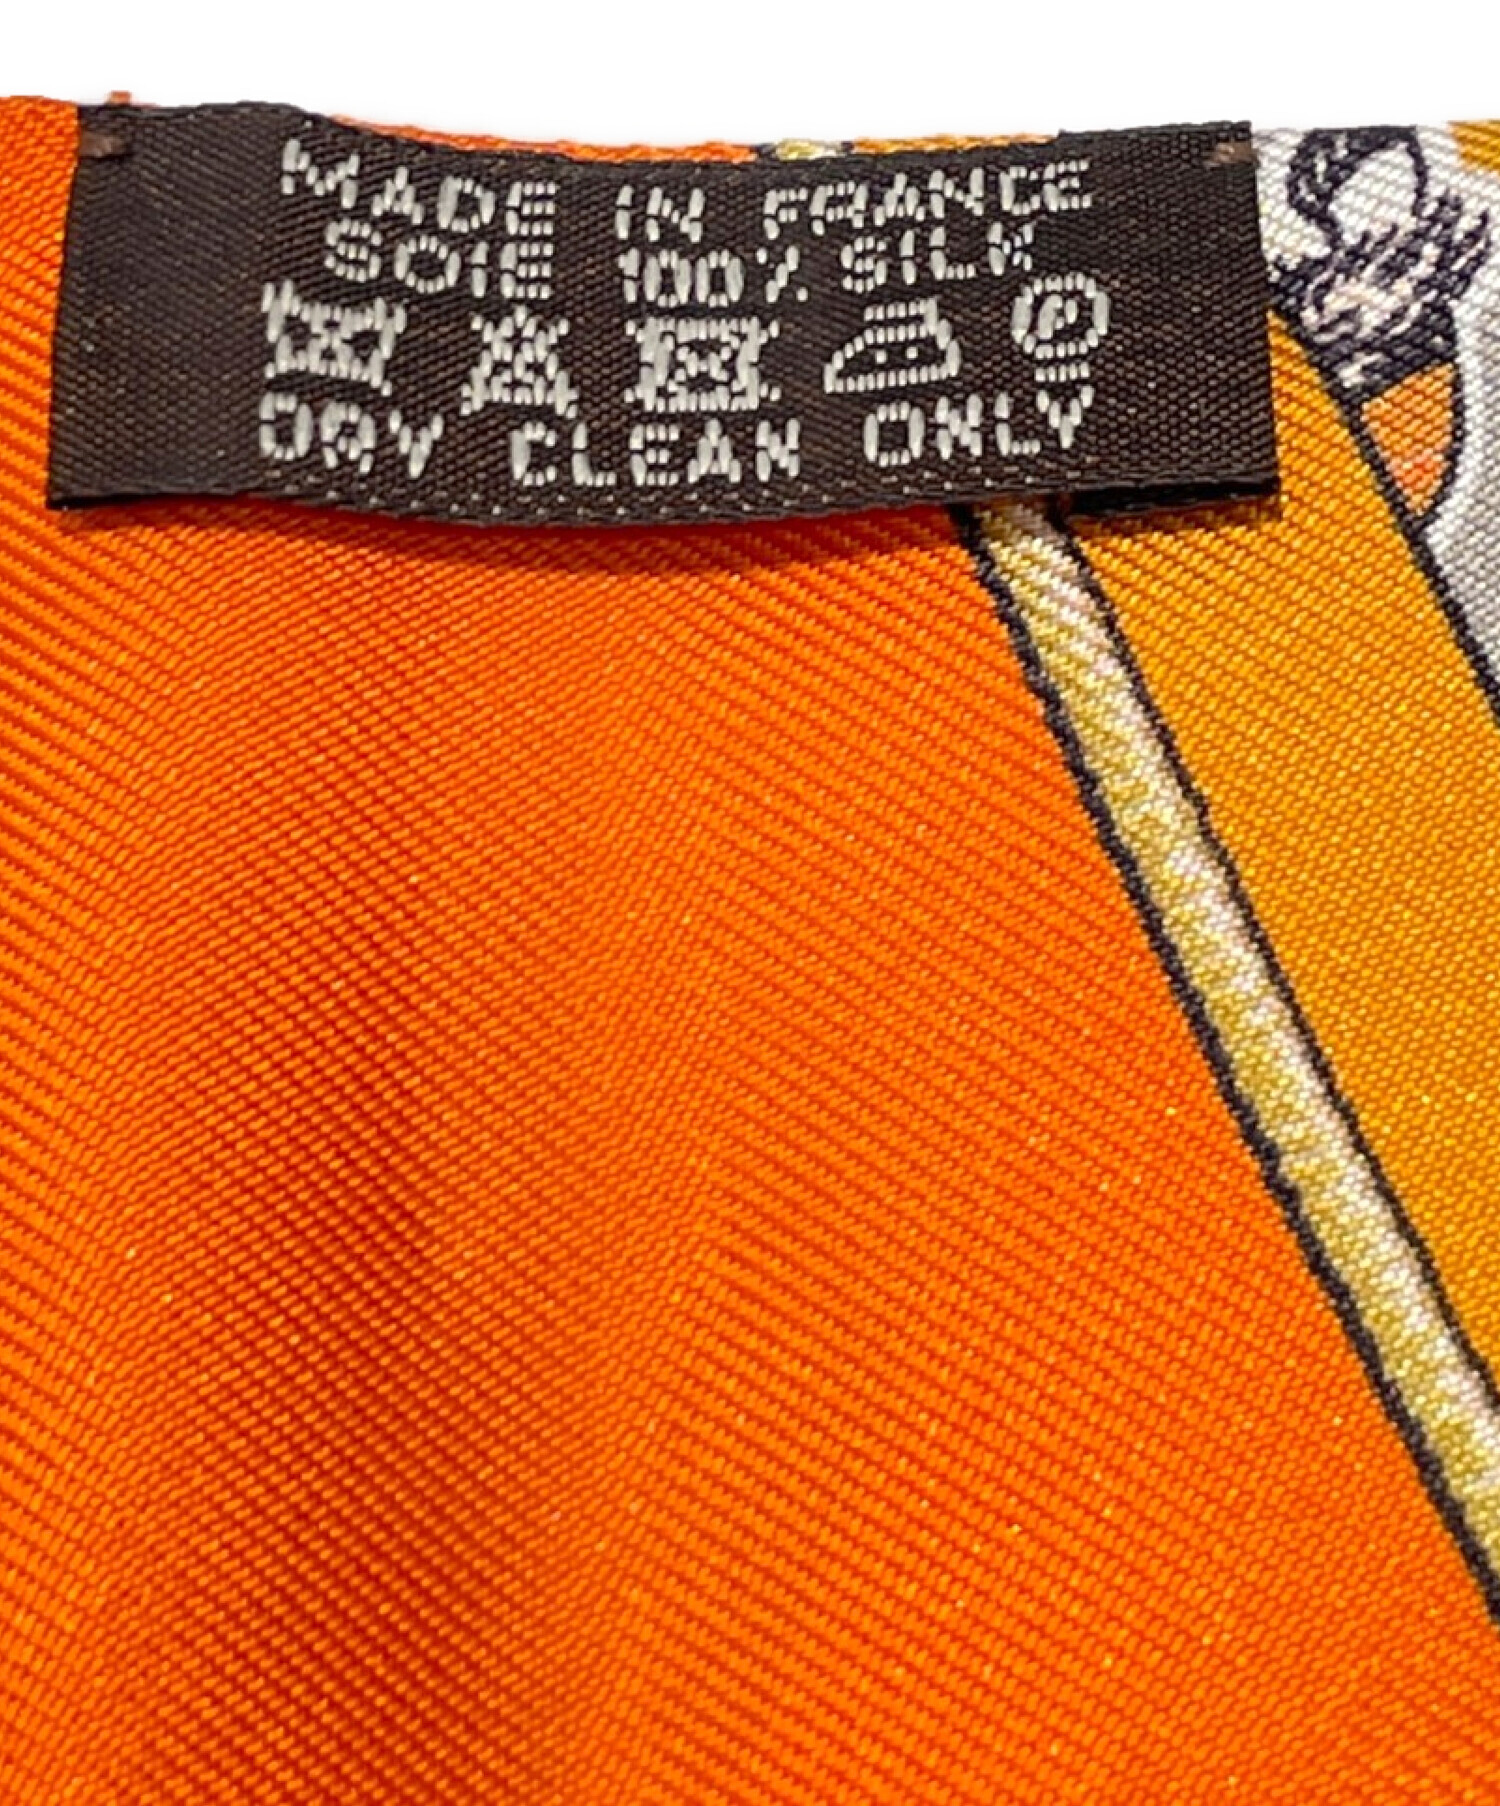 MADE IN FRANCE
SOIE 100% SILK
P
DRY CLEAN ONLY